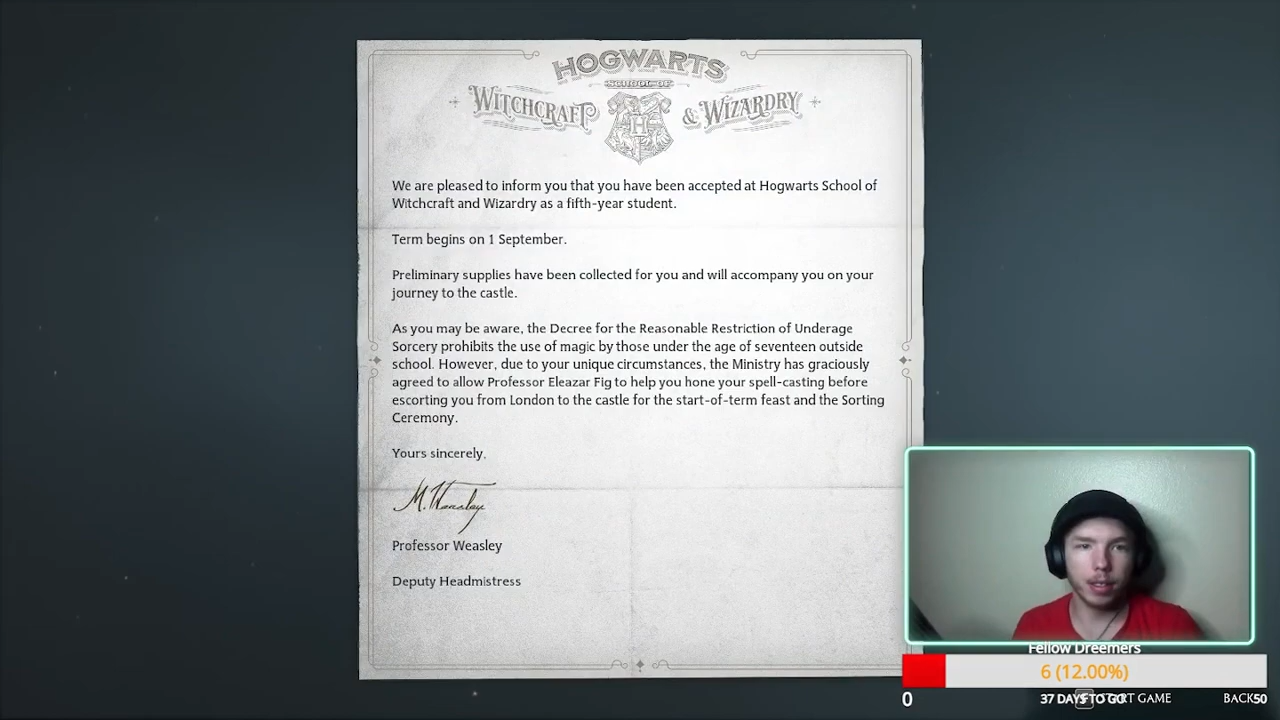 HOGWARTS
SCHOOL OF
WITCHCRAFT & WIZARDRY
H
We are pleased to inform you that you have been accepted at Hogwarts School of
Witchcraft and Wizardry as a fifth-year student.
Term begins on 1 September.
Preliminary supplies have been collected for you and will accompany you on your
journey to the castle.
As you may be aware, the Decree for the Reasonable Restriction of Underage
Sorcery prohibits the use of magic by those under the age of seventeen outside
school. However, due to your unique circumstances, the Ministry has graciously
agreed to allow Professor Eleazar Fig to help you hone your spell-casting before
escorting you from London to the castle for the start-of-term feast and the Sorting
Ceremony.
Yours sincerely,
M. Weasley
Professor Weasley
Deputy Headmistress
Fellow Dreemers
6 (12.00%)
0 37 DAYS TO GO START GAME BACK 50